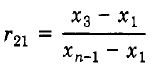 r₂₁ = (x₃ − x₁) / (xₙ₋₁ − x₁)